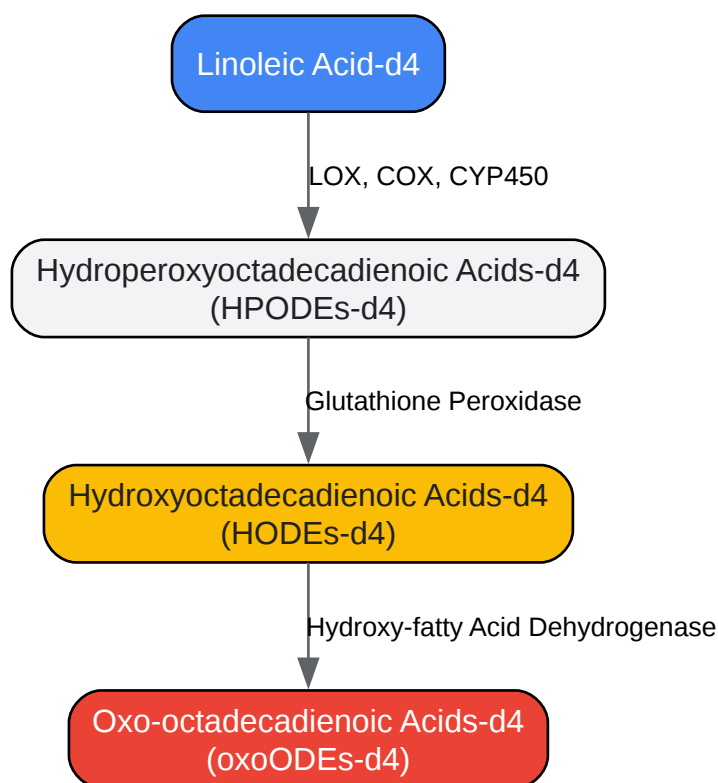 Linoleic Acid-d4
LOX, COX, CYP450
Hydroperoxyoctadecadienoic Acids-d4
(HPODEs-d4)
Glutathione Peroxidase
Hydroxyoctadecadienoic Acids-d4
(HODEs-d4)
Hydroxy-fatty Acid Dehydrogenase
Oxo-octadecadienoic Acids-d4
(oxoODEs-d4)